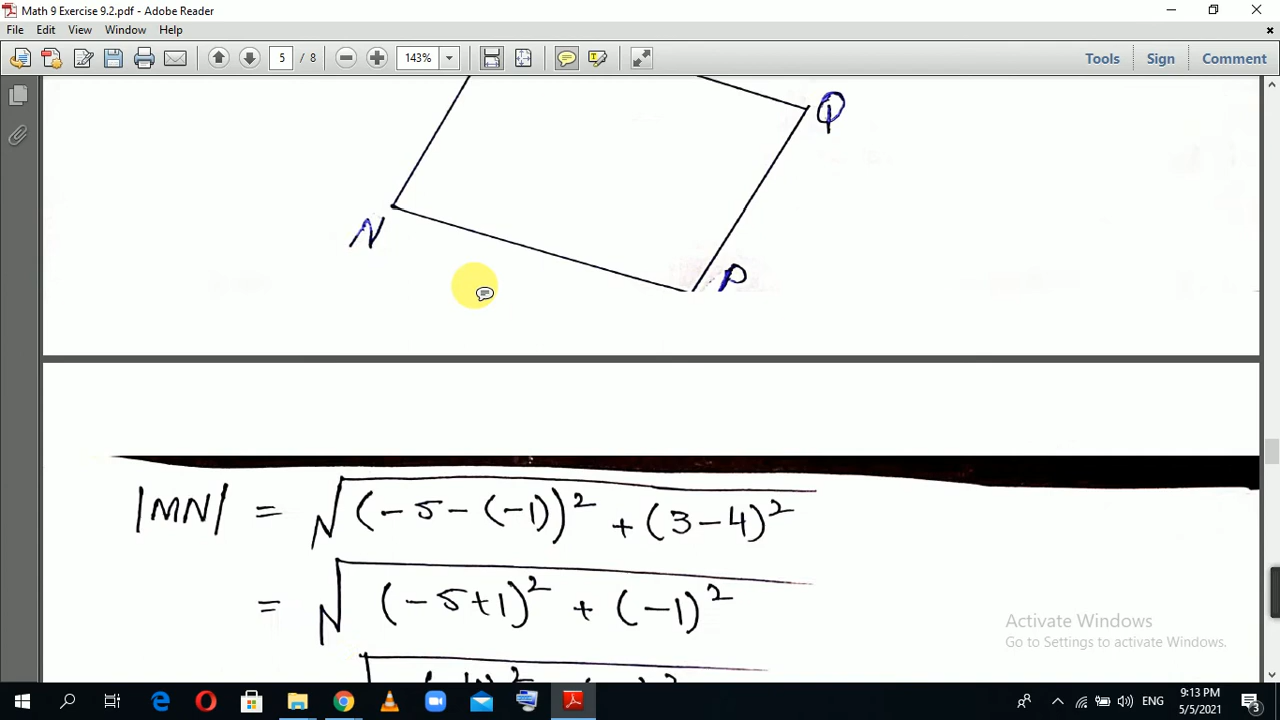 Math 9 Exercise 9.2.pdf - Adobe Reader
File Edit View Window Help
5 / 8 143% Tools Sign Comment
Q
N
P
|MN| = √(-5-(-1))² + (3-4)²
= √(-5+1)² + (-1)²
Activate Windows
Go to Settings to activate Windows.
ENG 9:13 PM
5/5/2021
3